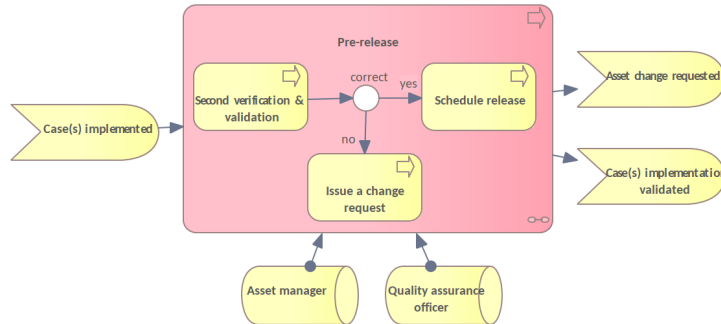 Pre-release
correct
yes
Second verification &
validation
Schedule release
Asset change requested
Case(s) implemented
no
Issue a change
request
Case(s) implementation
validated
Asset manager
Quality assurance
officer